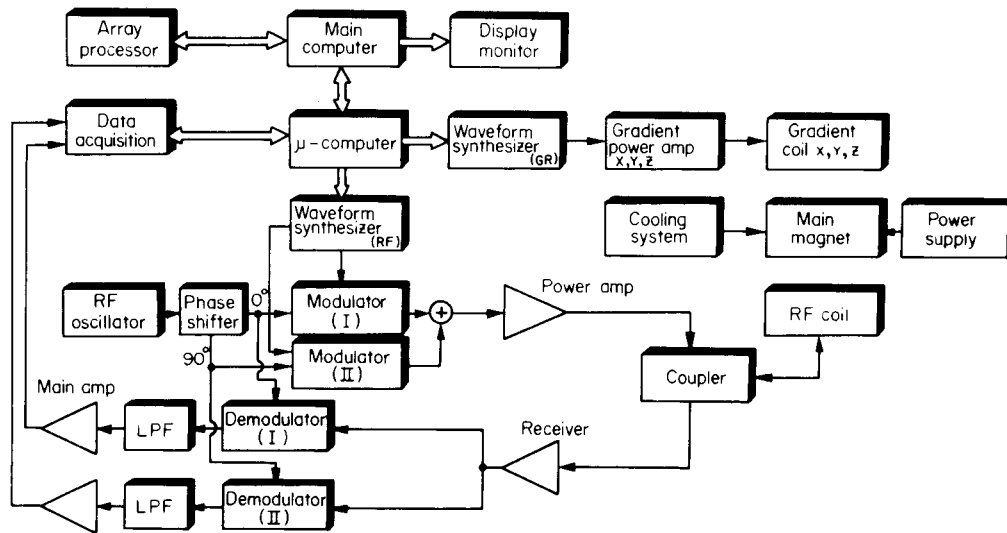 Array
processor
Main
computer
Display
monitor
Data
acquisition
μ-computer
Waveform
synthesizer
(GR)
Gradient
power amp
X,Y,Z
Gradient
coil X,Y,Z
Waveform
synthesizer
(RF)
Cooling
system
Main
magnet
Power
supply
RF
oscillator
Phase
shifter
0°
90°
Modulator
(I)
Modulator
(II)
+
Power amp
RF coil
Coupler
Main amp
LPF
Demodulator
(I)
Receiver
LPF
Demodulator
(II)